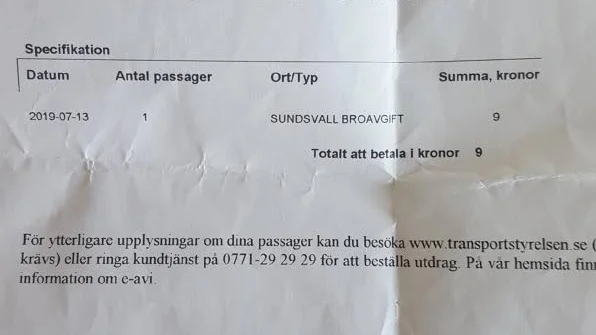 Specifikation
Datum Antal passager Ort/Typ Summa, kronor
2019-07-13 1 SUNDSVALL BROAVGIFT 9
Totalt att betala i kronor 9
För ytterligare upplysningar om dina passager kan du besöka www.transportstyrelsen.se (
krävs) eller ringa kundtjänst på 0771-29 29 29 för att beställa utdrag. På vår hemsida finn
information om e-avi.